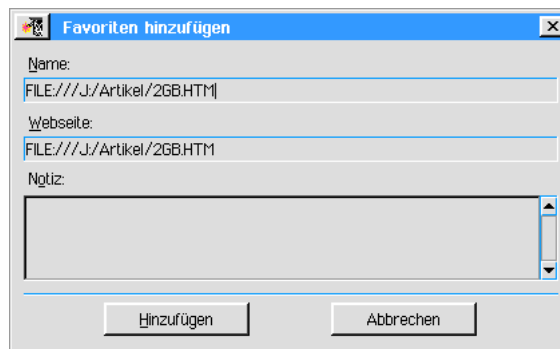 Favoriten hinzufügen
Name:
FILE:///J:/Artikel/2GB.HTM
Webseite:
FILE:///J:/Artikel/2GB.HTM
Notiz:
Hinzufügen Abbrechen